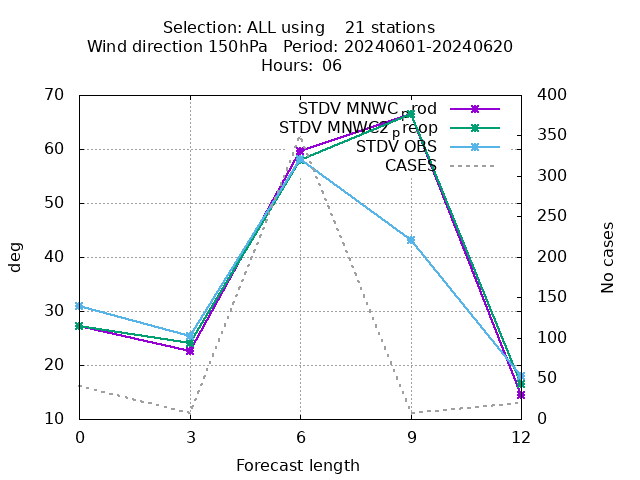 Selection: ALL using    21 stations
Wind direction 150hPa   Period: 20240601-20240620
Hours: 06
70
60
50
40
30
20
10
400
350
300
250
200
150
100
50
0
STDV MNWC_prod
STDV MNWC2_preop
STDV OBS
CASES
deg
No cases
0 3 6 9 12
Forecast length